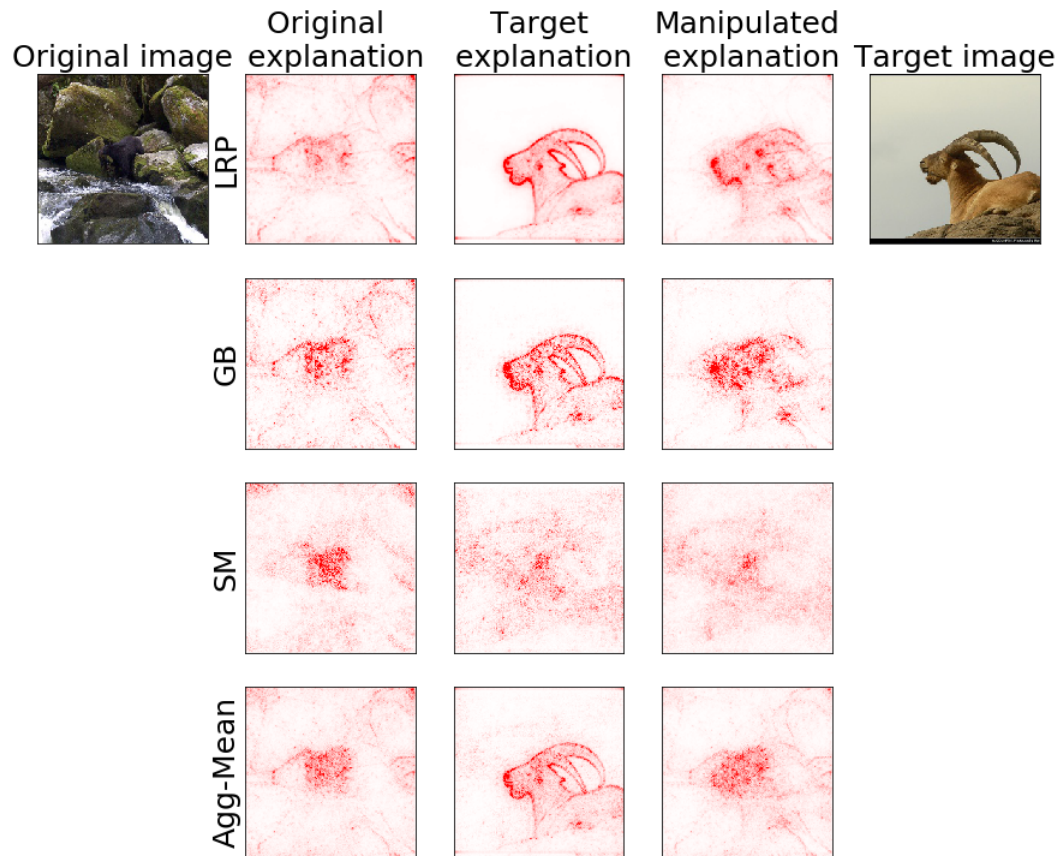 Original image
Original explanation
Target explanation
Manipulated explanation
Target image
LRP
GB
SM
Agg-Mean